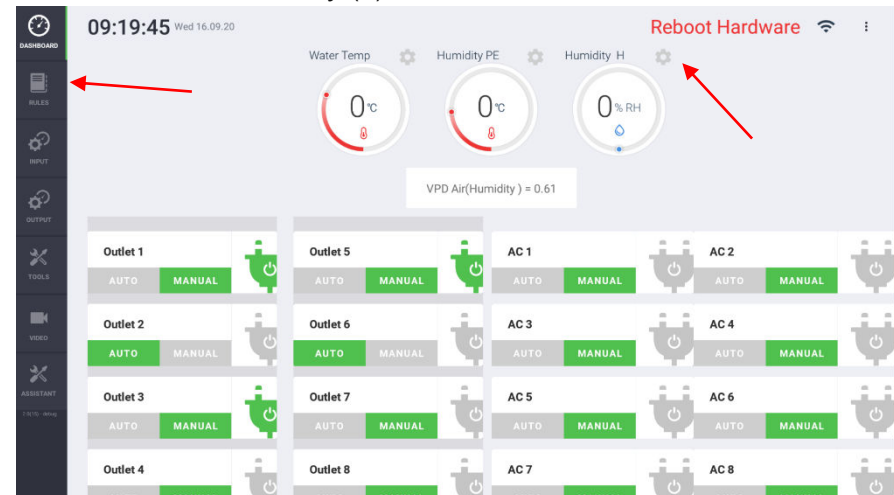 09:19:45 Wed 16.09.20
Reboot Hardware
DASHBOARD
RULES
INPUT
OUTPUT
TOOLS
VIDEO
ASSISTANT
Water Temp
Humidity PE
Humidity H
0 °C
0 °C
0 % RH
VPD Air(Humidity ) = 0.61
Outlet 1
AUTO MANUAL
Outlet 5
AUTO MANUAL
AC 1
AUTO MANUAL
AC 2
AUTO MANUAL
Outlet 2
AUTO MANUAL
Outlet 6
AUTO MANUAL
AC 3
AUTO MANUAL
AC 4
AUTO MANUAL
Outlet 3
AUTO MANUAL
Outlet 7
AUTO MANUAL
AC 5
AUTO MANUAL
AC 6
AUTO MANUAL
Outlet 4
Outlet 8
AC 7
AC 8